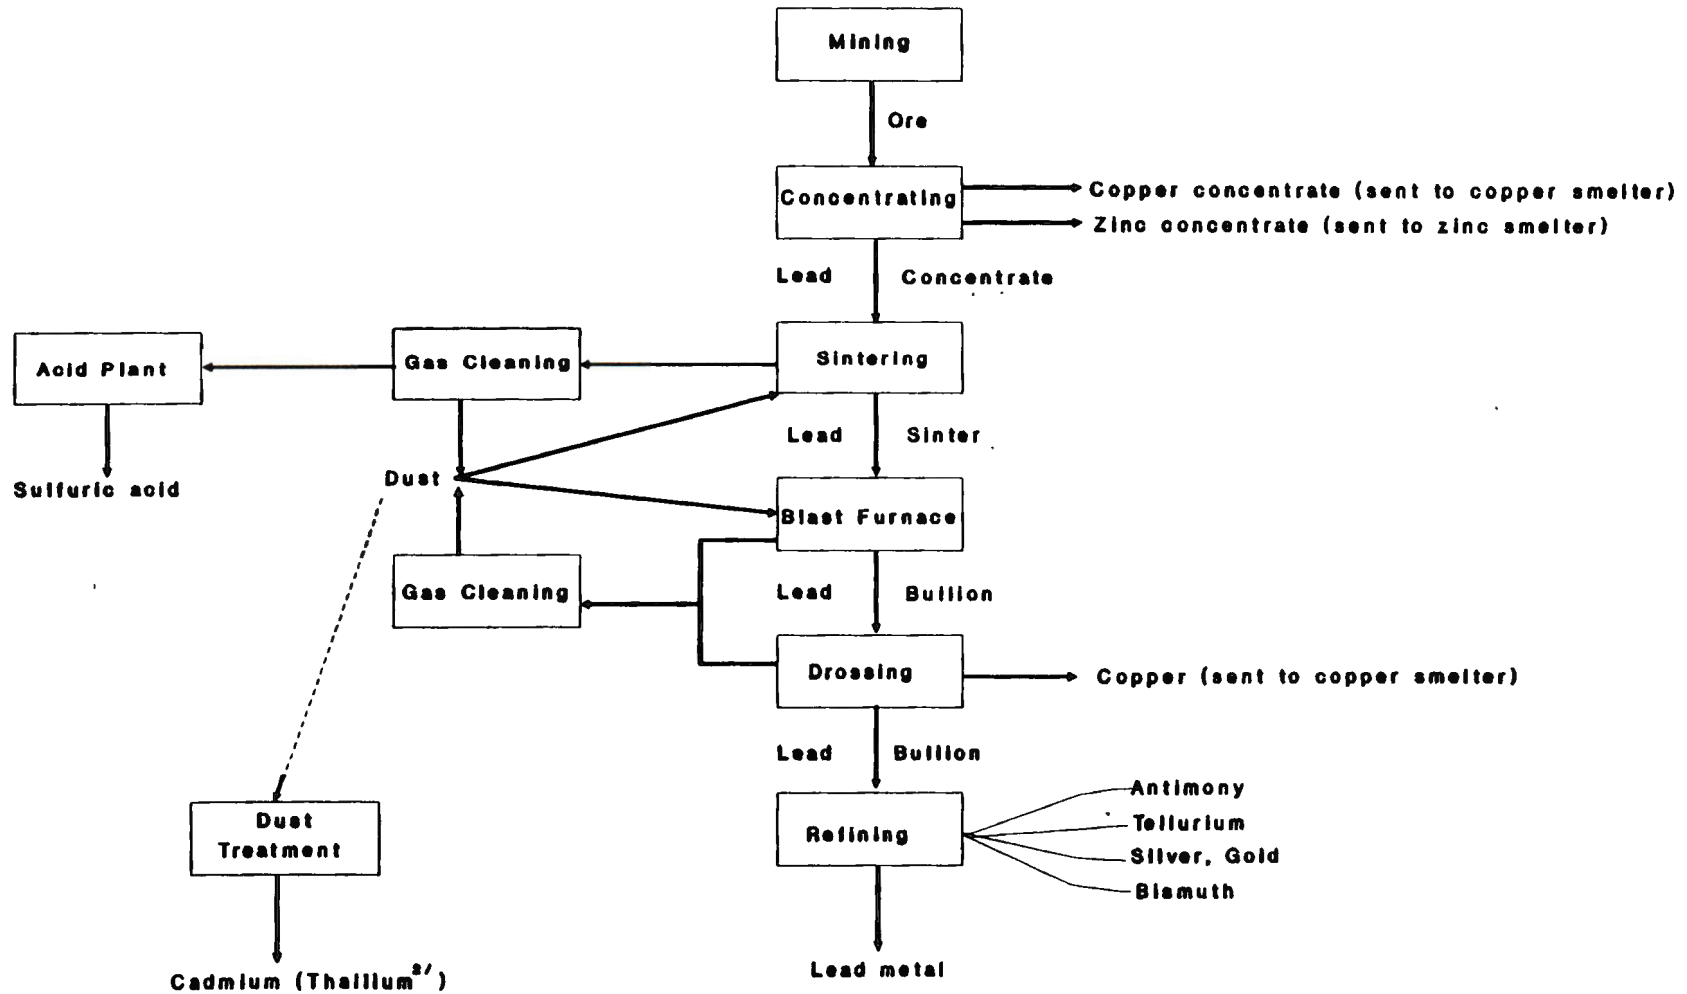 Mining
Ore
Concentrating
Copper concentrate (sent to copper smelter)
Zinc concentrate (sent to zinc smelter)
Lead Concentrate
Acid Plant
Gas Cleaning
Sintering
Lead Sinter
Sulfuric acid
Dust
Blast Furnace
Gas Cleaning
Lead Bullion
Drossing
Copper (sent to copper smelter)
Lead Bullion
Antimony
Tellurium
Silver, Gold
Bismuth
Refining
Dust
Treatment
Lead metal
Cadmium (Thallium 2/)